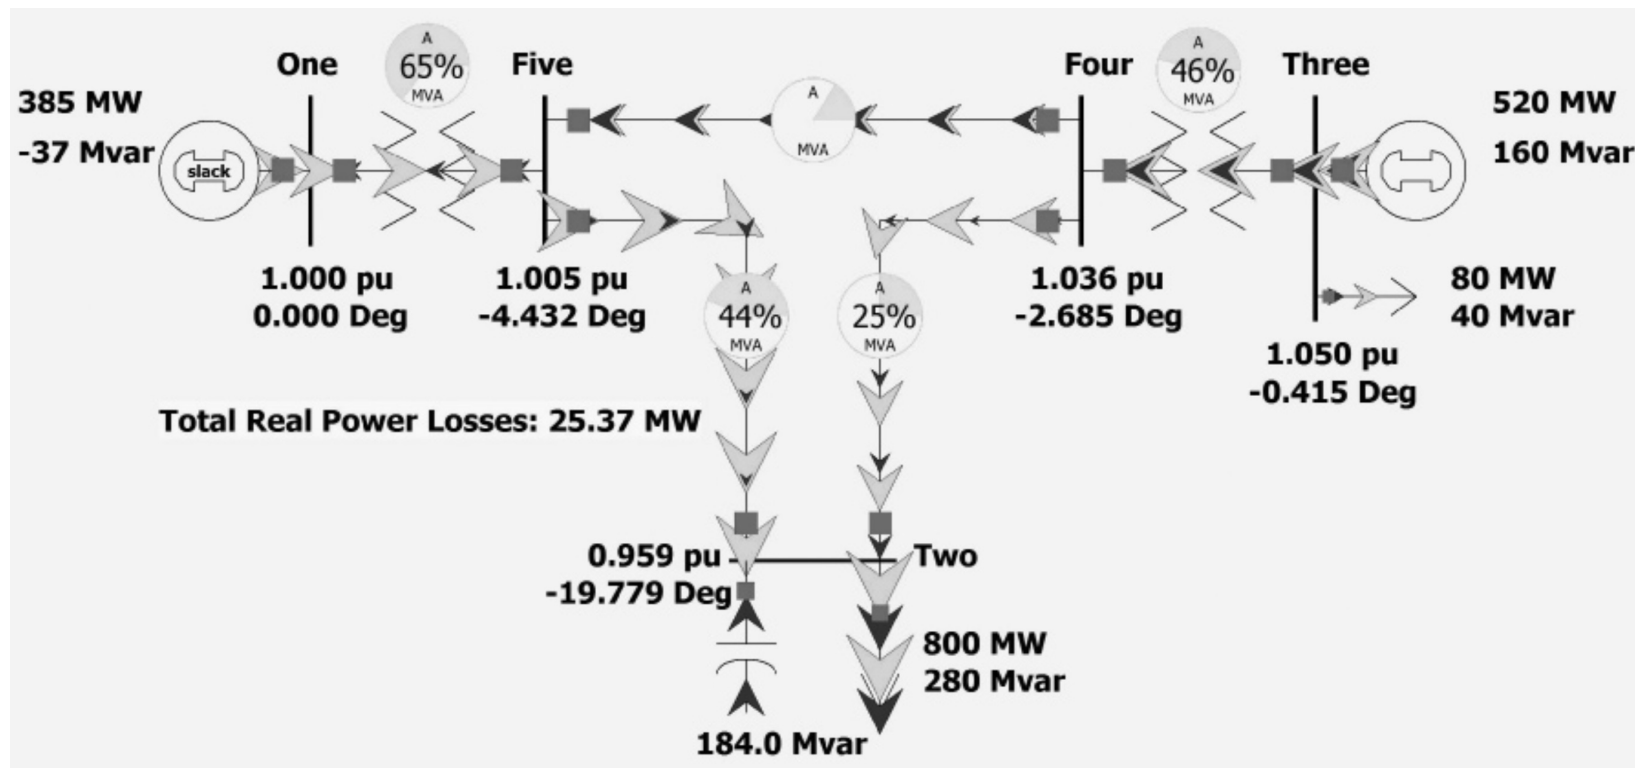 One
A
65%
MVA
Five
A
MVA
Four
A
46%
MVA
Three
385 MW
-37 Mvar
slack
520 MW
160 Mvar
1.000 pu
0.000 Deg
1.005 pu
-4.432 Deg
A
44%
MVA
A
25%
MVA
1.036 pu
-2.685 Deg
80 MW
40 Mvar
1.050 pu
-0.415 Deg
Total Real Power Losses: 25.37 MW
0.959 pu
-19.779 Deg
Two
800 MW
280 Mvar
184.0 Mvar